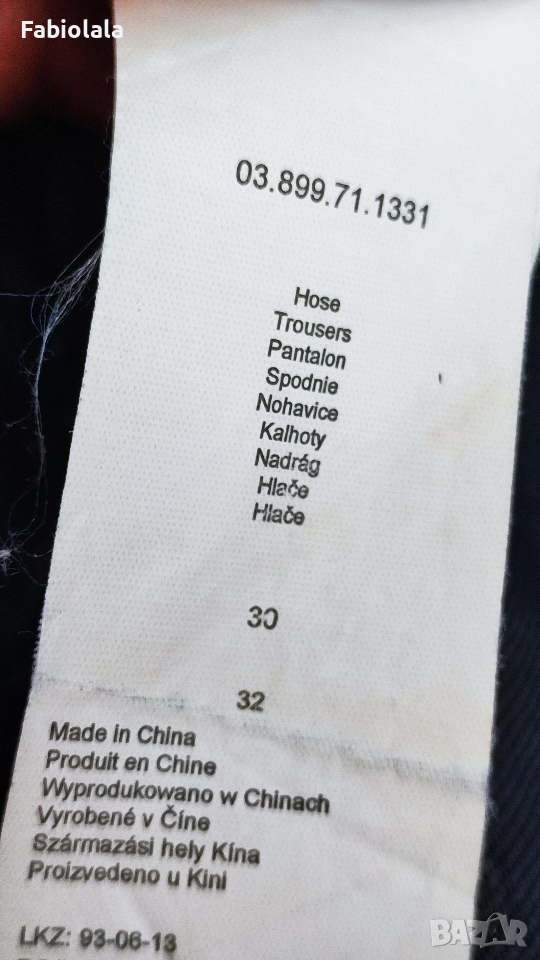 Fabiolala
03.899.71.1331
Hose
Trousers
Pantalon
Spodnie
Nohavice
Kalhoty
Nadrág
Hlače
Hlače
30
32
Made in China
Produit en Chine
Wyprodukowano w Chinach
Vyrobené v Číne
Származási hely Kína
Proizvedeno u Kini
LKZ: 93-06-13
BAZAR